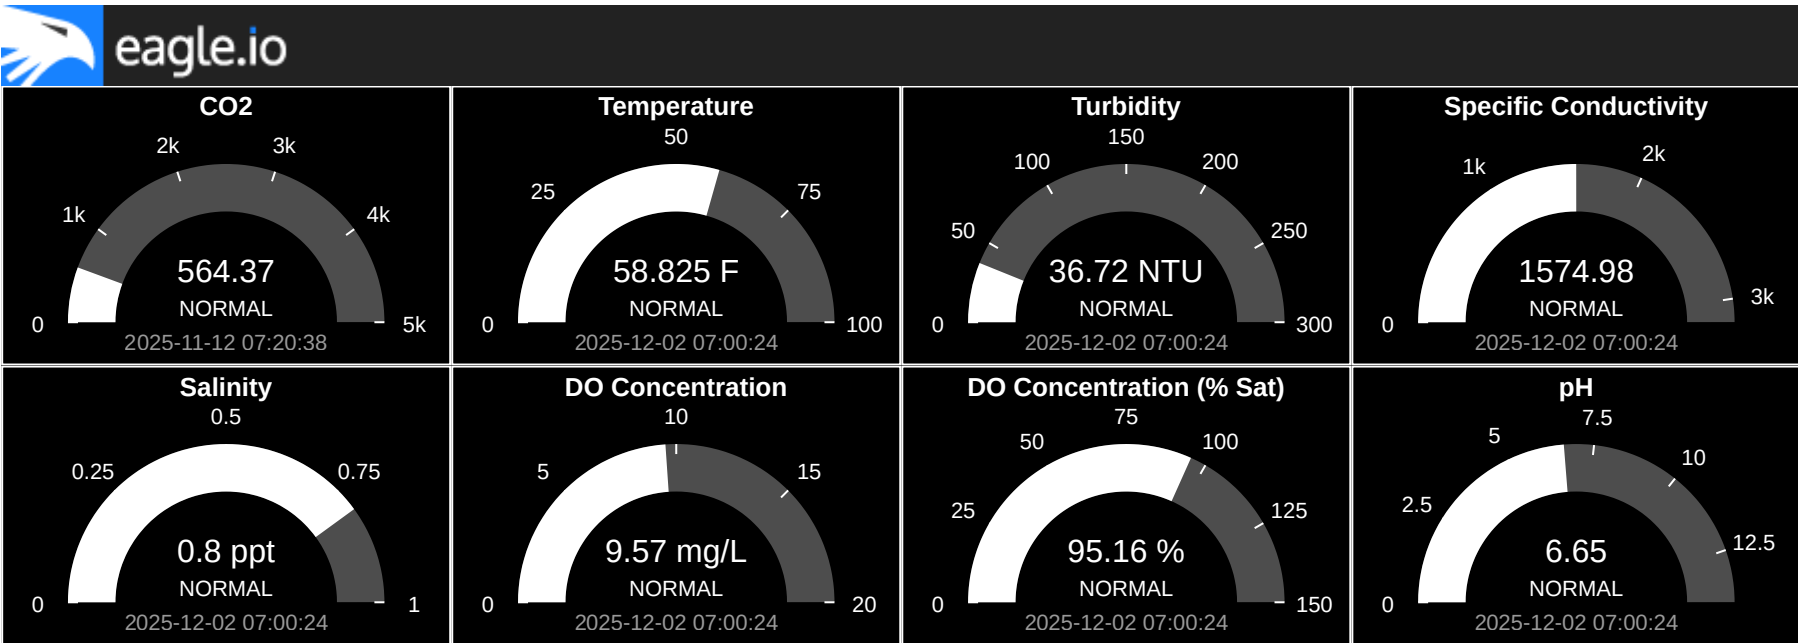 eagle.io
CO2
2k
3k
1k
4k
0
5k
564.37
NORMAL
2025-11-12 07:20:38
Temperature
50
25
75
0
100
58.825 F
NORMAL
2025-12-02 07:00:24
Turbidity
150
100
200
50
250
0
300
36.72 NTU
NORMAL
2025-12-02 07:00:24
Specific Conductivity
1k
2k
0
3k
1574.98
NORMAL
2025-12-02 07:00:24
Salinity
0.5
0.25
0.75
0
1
0.8 ppt
NORMAL
2025-12-02 07:00:24
DO Concentration
10
5
15
0
20
9.57 mg/L
NORMAL
2025-12-02 07:00:24
DO Concentration (% Sat)
75
50
100
25
125
0
150
95.16 %
NORMAL
2025-12-02 07:00:24
pH
7.5
5
10
2.5
12.5
0
6.65
NORMAL
2025-12-02 07:00:24